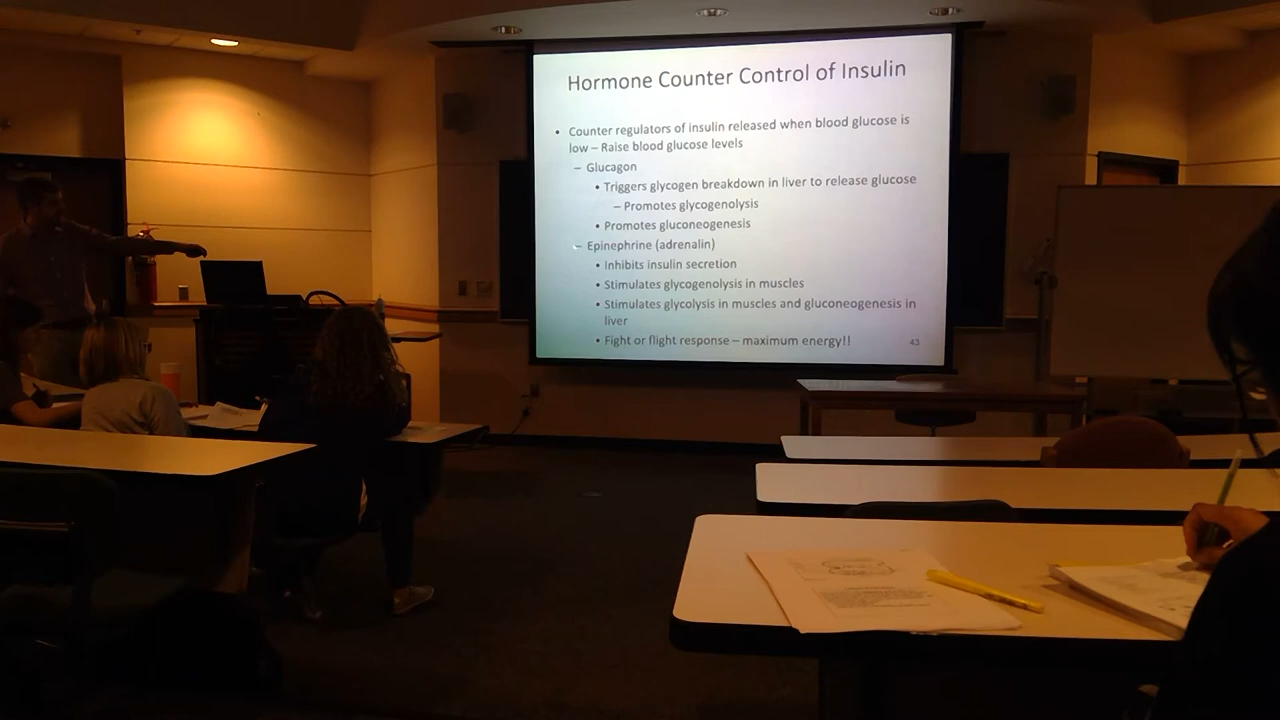 Hormone Counter Control of Insulin
• Counter regulators of insulin released when blood glucose is
low – Raise blood glucose levels
– Glucagon
• Triggers glycogen breakdown in liver to release glucose
– Promotes glycogenolysis
• Promotes gluconeogenesis
– Epinephrine (adrenalin)
• Inhibits insulin secretion
• Stimulates glycogenolysis in muscles
• Stimulates glycolysis in muscles and gluconeogenesis in
liver
• Fight or flight response – maximum energy!!
43